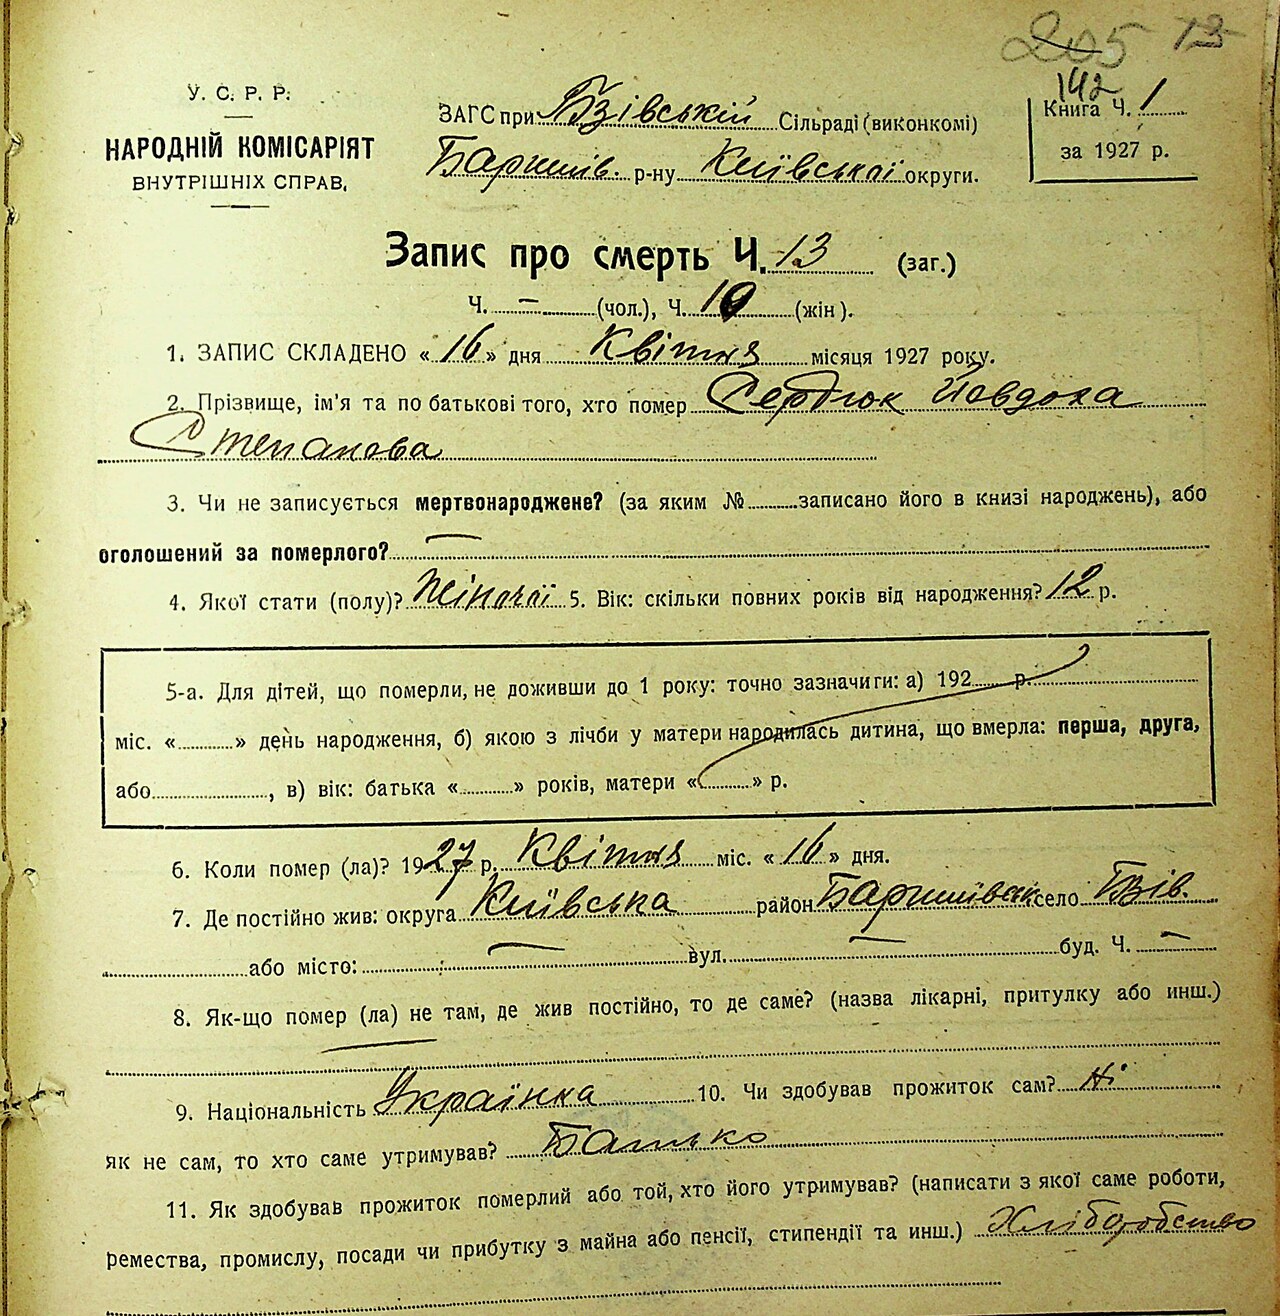 205 13
142
У. С. Р. Р.
НАРОДНІЙ КОМІСАРІЯТ
ВНУТРІШНІХ СПРАВ,
ЗАГС при Бзівській Сільраді (виконкомі)
Баришів. р-ну Київської округи.
Книга Ч. 1
за 1927 р.
Запис про смерть Ч. 13 (заг.)
Ч. – (чол.), Ч. 10 (жін).
1. ЗАПИС СКЛАДЕНО « 16 » дня Квітня місяця 1927 року.
2. Прізвище, ім'я та по батькові того, хто помер Сердюк Йовдоха
Степанова
3. Чи не записується мертвонароджене? (за яким № записано його в книзі народжень), або
оголошений за померлого? —
4. Якої стати (полу)? Жіночої 5. Вік: скільки повних років від народження? 12 р.
5-а. Для дітей, що померли, не доживши до 1 року: точно зазначити: а) 192 р.
міс. « » день народження, б) якою з лічби у матери народилась дитина, що вмерла: перша, друга,
або , в) вік: батька « » років, матери « » р.
6. Коли помер (ла)? 1927 р. Квітня міс. « 16 » дня.
7. Де постійно жив: округа Київська район Баришівськ село Бзів.
або місто: — вул. — буд. Ч. —
8. Як-що помер (ла) не там, де жив постійно, то де саме? (назва лікарні, притулку або инш.)
—
9. Національність Українка 10. Чи здобував прожиток сам? Ні
як не сам, то хто саме утримував? Батько
11. Як здобував прожиток померлий або той, хто його утримував? (написати з якої саме роботи,
ремества, промислу, посади чи прибутку з майна або пенсії, стипендії та инш.) Хліборобство